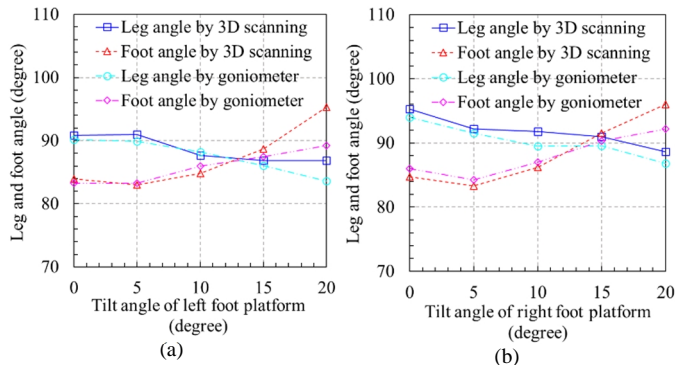 110
100
90
80
70
Leg and foot angle (degree)
Leg angle by 3D scanning
Foot angle by 3D scanning
Leg angle by goniometer
Foot angle by goniometer
0 5 10 15 20
Tilt angle of left foot platform
(degree)
(a)
110
100
90
80
70
Leg and foot angle (degree)
Leg angle by 3D scanning
Foot angle by 3D scanning
Leg angle by goniometer
Foot angle by goniometer
0 5 10 15 20
Tilt angle of right foot platform
(degree)
(b)